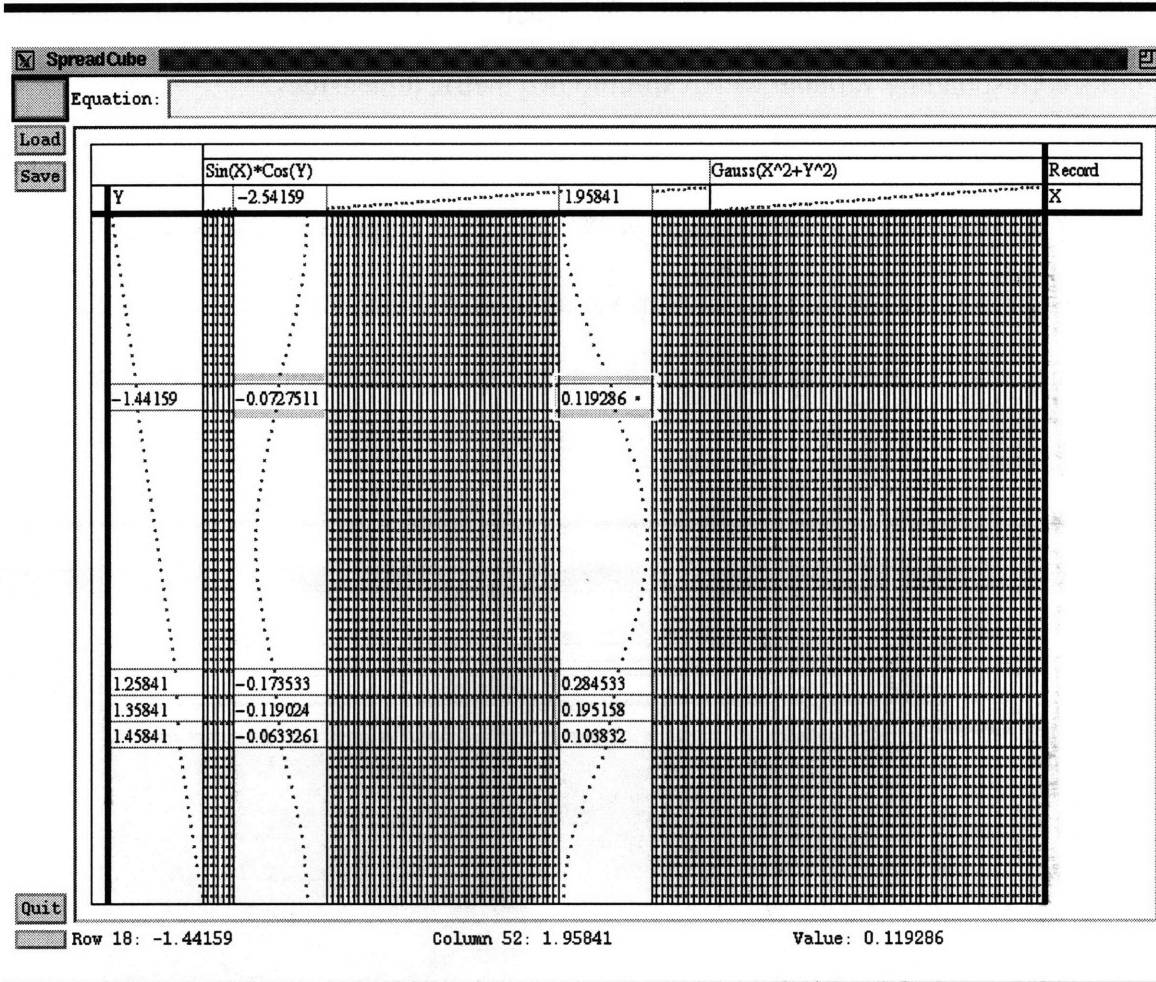 SpreadCube
Equation:
Load
Save
Sin(X)*Cos(Y) Gauss(X^2+Y^2) Record
Y -2.54159 1.95841 X
-1.44159 -0.0727511 0.119286
1.25841 -0.173533 0.284533
1.35841 -0.119024 0.195158
1.45841 -0.0633261 0.103832
Quit
Row 18: -1.44159 Column 52: 1.95841 Value: 0.119286